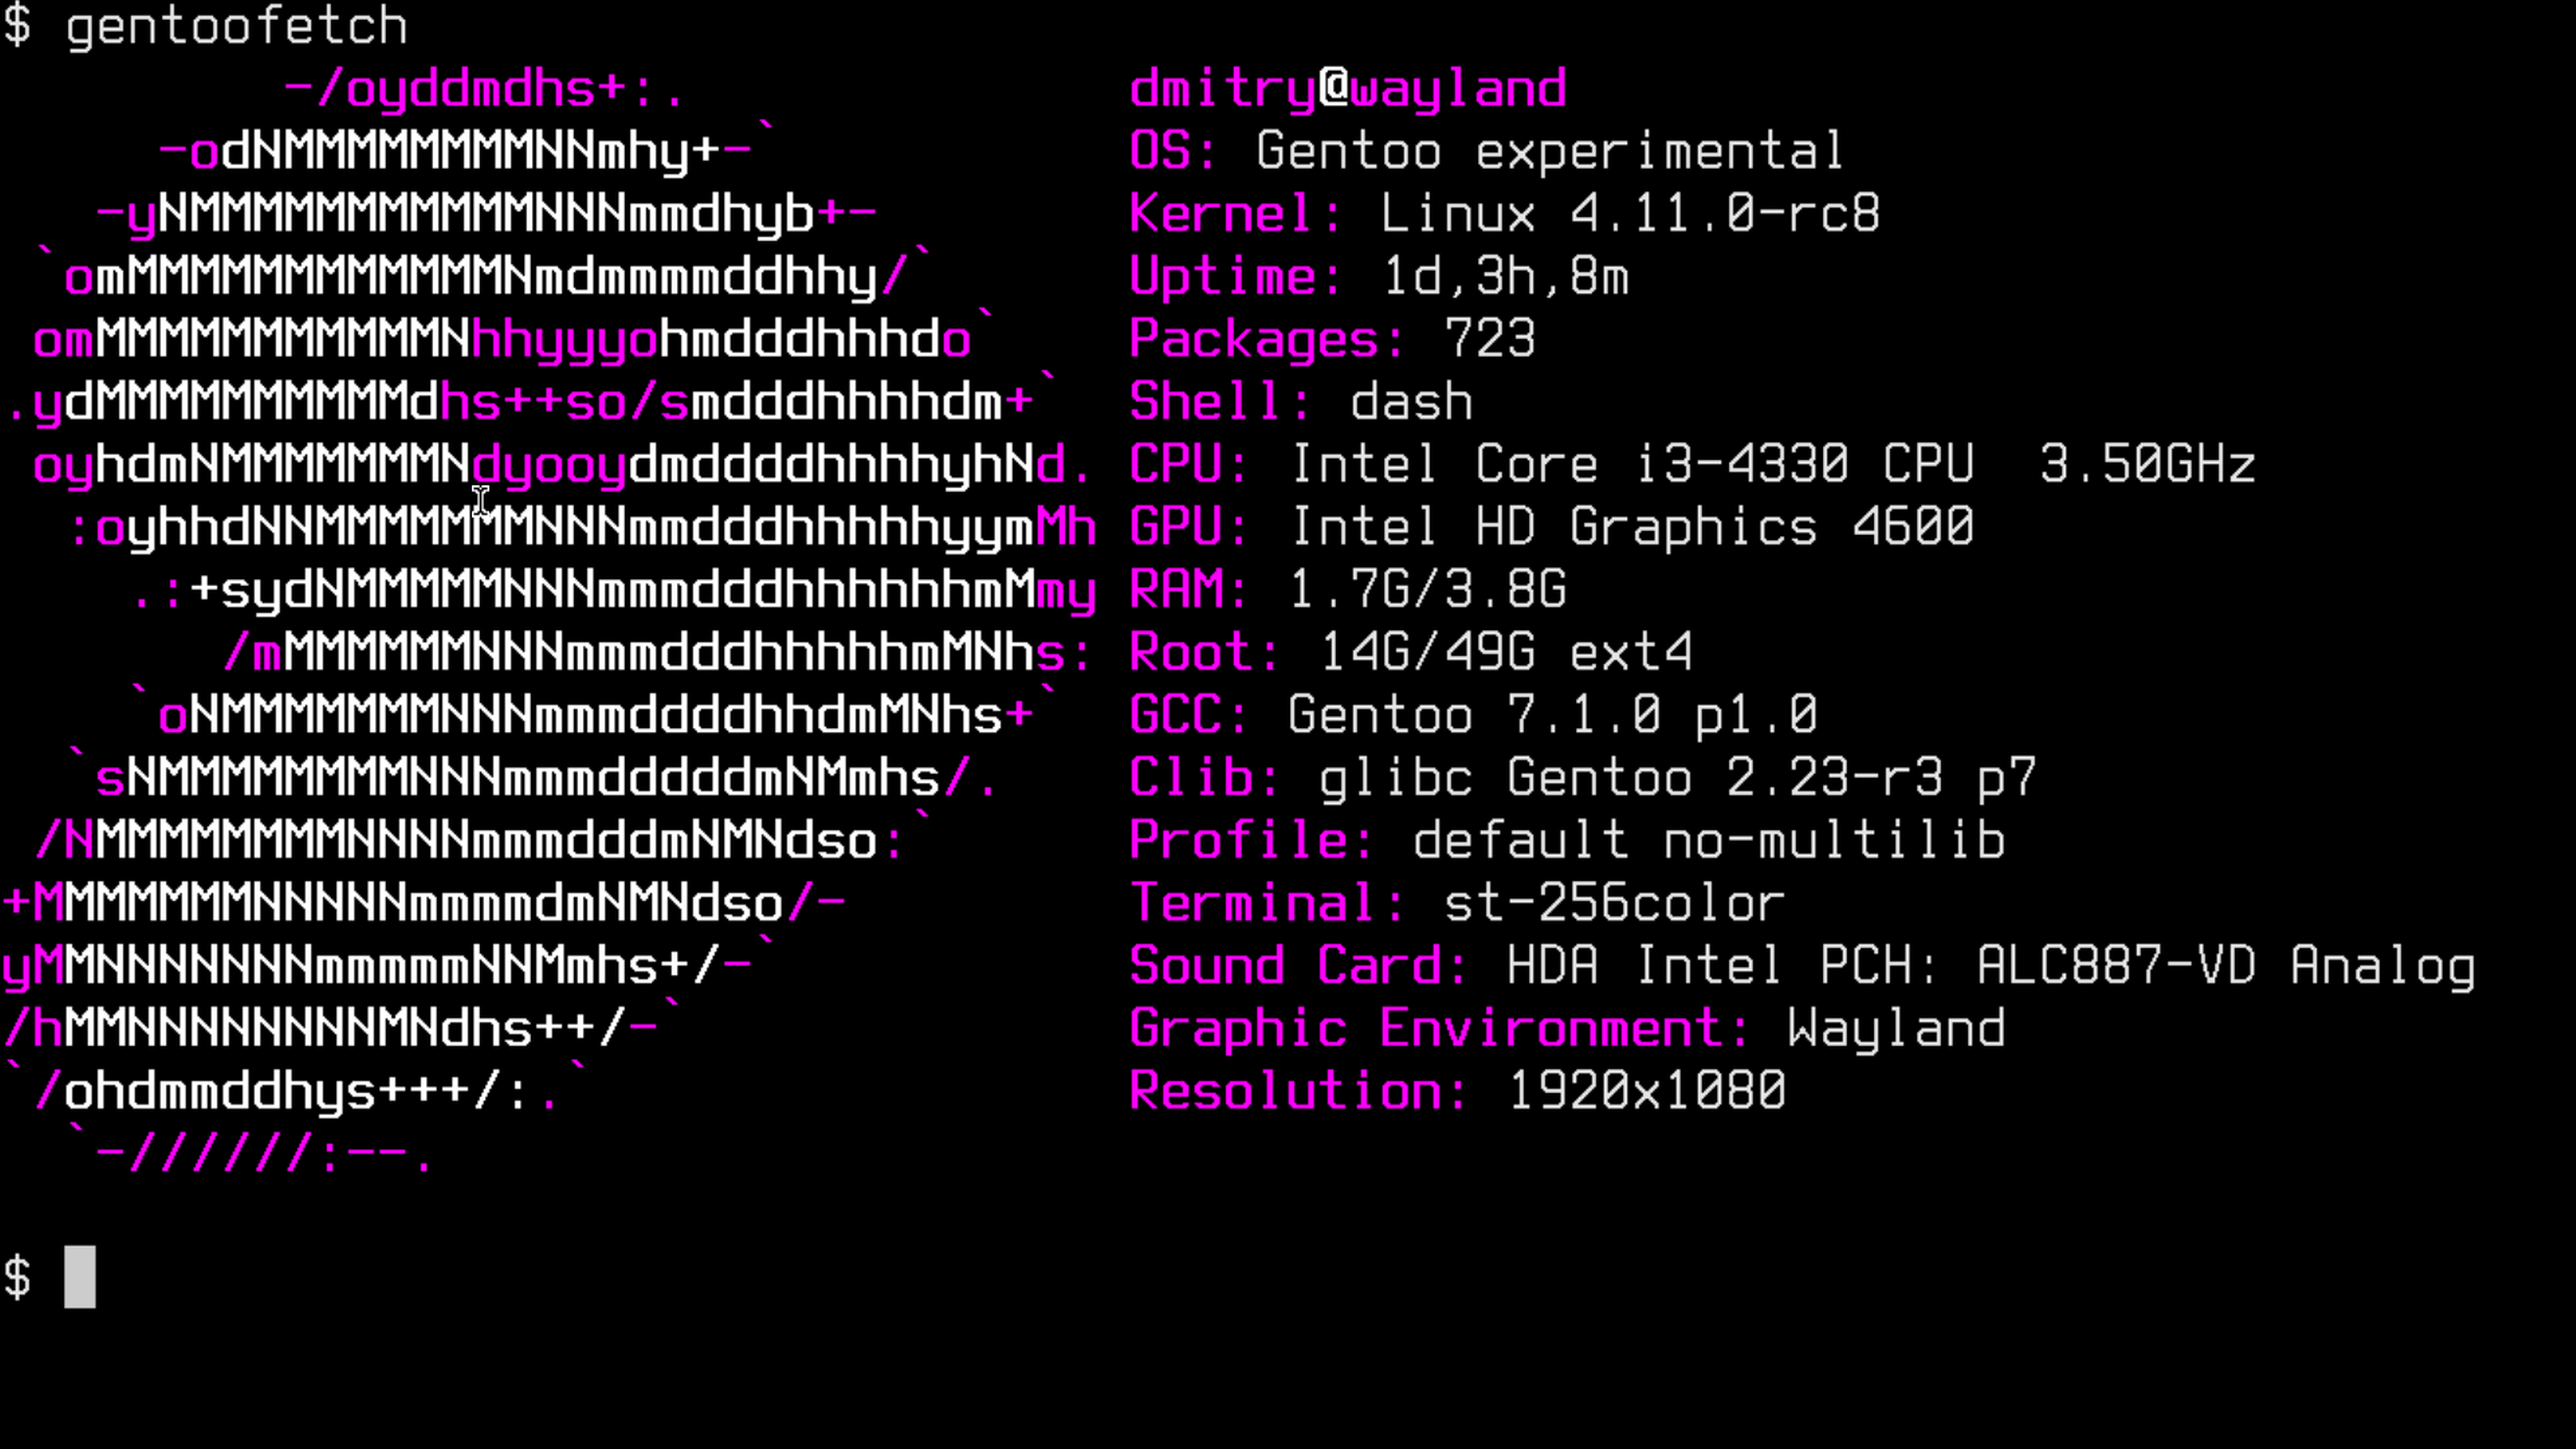 $ gentoofetch
         -/oyddmdhs+:.              dmitry@wayland
     -odNMMMMMMMMNNmhy+-`           OS: Gentoo experimental
   -yNMMMMMMMMMMMNNNmmdhyb+-        Kernel: Linux 4.11.0-rc8
 `omMMMMMMMMMMMMNmdmmmmddhhy/`      Uptime: 1d,3h,8m
 omMMMMMMMMMMMNhhyyyohmdddhhhdo`    Packages: 723
.ydMMMMMMMMMMdhs++so/smdddhhhhdm+`  Shell: dash
 oyhdmNMMMMMMMNdyooydmddddhhhhyhNd. CPU: Intel Core i3-4330 CPU  3.50GHz
  :oyhhdNNMMMMMMMNNNmmdddhhhhhyymMh GPU: Intel HD Graphics 4600
    .:+sydNMMMMMNNNmmmdddhhhhhhmMmy RAM: 1.7G/3.8G
       /mMMMMMMNNNmmmdddhhhhhmMNhs: Root: 14G/49G ext4
    `oNMMMMMMMNNNmmmddddhhdmMNhs+`  GCC: Gentoo 7.1.0 p1.0
  `sNMMMMMMMMNNNmmmdddddmNMmhs/.    Clib: glibc Gentoo 2.23-r3 p7
 /NMMMMMMMMNNNNmmmdddmNMNdso:`      Profile: default no-multilib
+MMMMMMMNNNNNmmmmdmNMNdso/-         Terminal: st-256color
yMMNNNNNNNmmmmmNNMmhs+/-`           Sound Card: HDA Intel PCH: ALC887-VD Analog
/hMMNNNNNNNNMNdhs++/-`              Graphic Environment: Wayland
`/ohdmmddhys+++/:.`                 Resolution: 1920x1080
  `-//////:--.
$